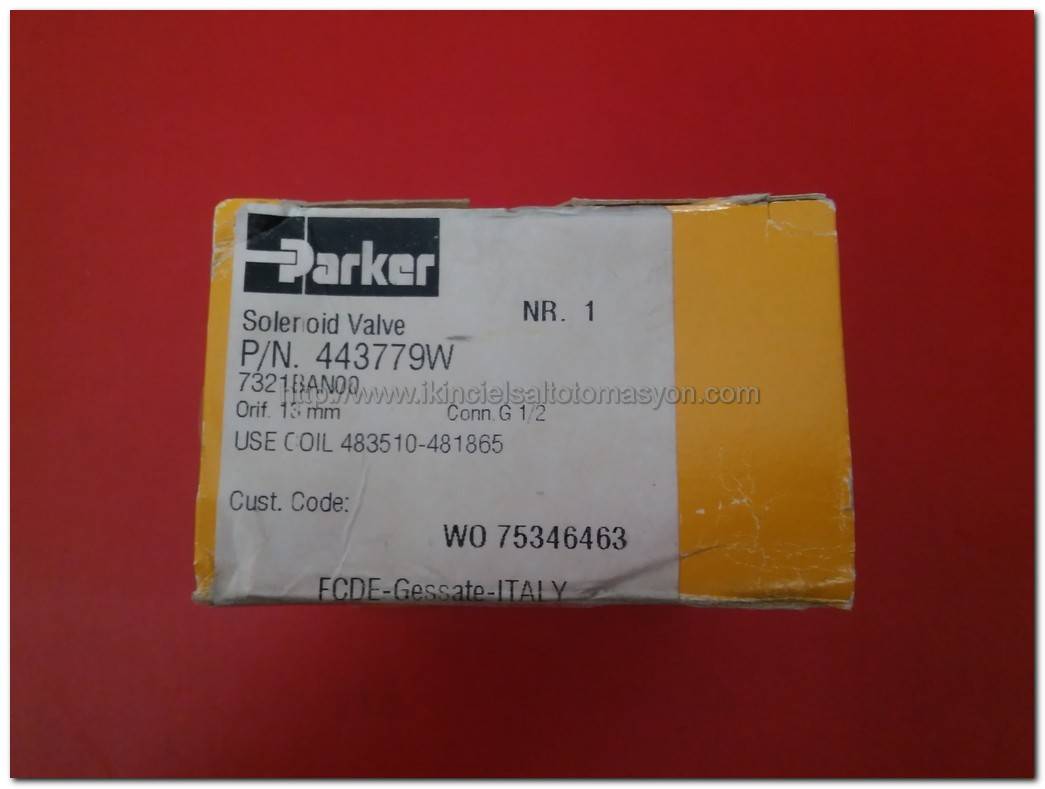 Parker
NR. 1
Solenoid Valve
P/N. 443779W
7321BAN00
http://www.ikincielsaltotomasyon.com
Orif. 13 mm Conn. G 1/2
USE COIL 483510-481865
Cust. Code:
WO 75346463
FCDE-Gessate-ITALY